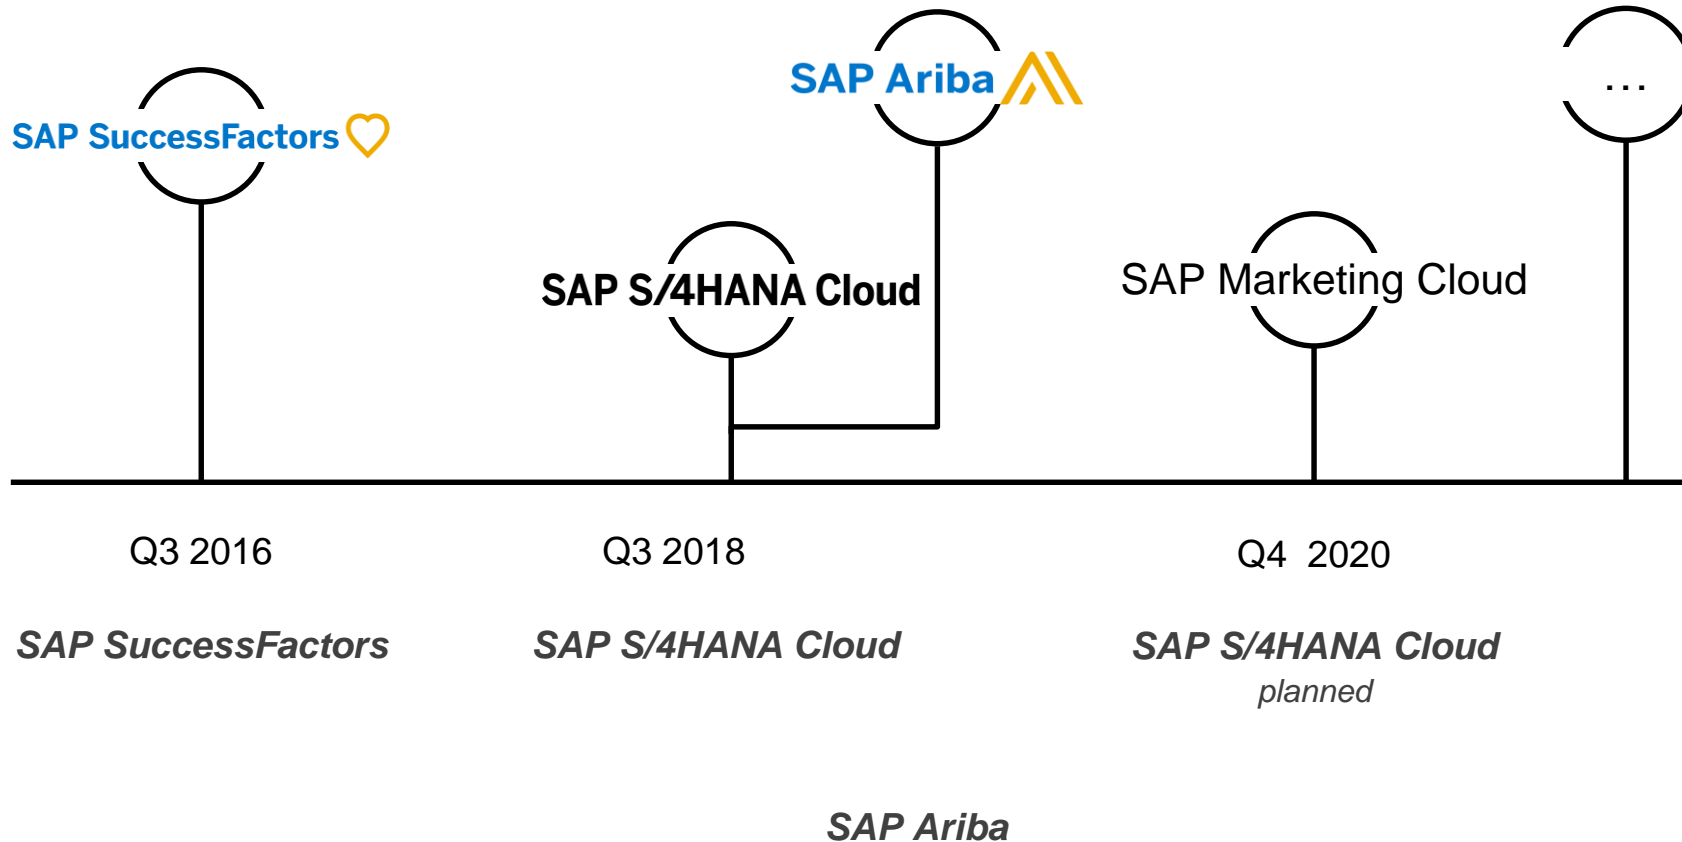 SAP Ariba
...
SAP SuccessFactors
SAP S/4HANA Cloud
SAP Marketing Cloud
Q3 2016
Q3 2018
Q4  2020
SAP SuccessFactors
SAP S/4HANA Cloud
SAP S/4HANA Cloud
planned
SAP Ariba